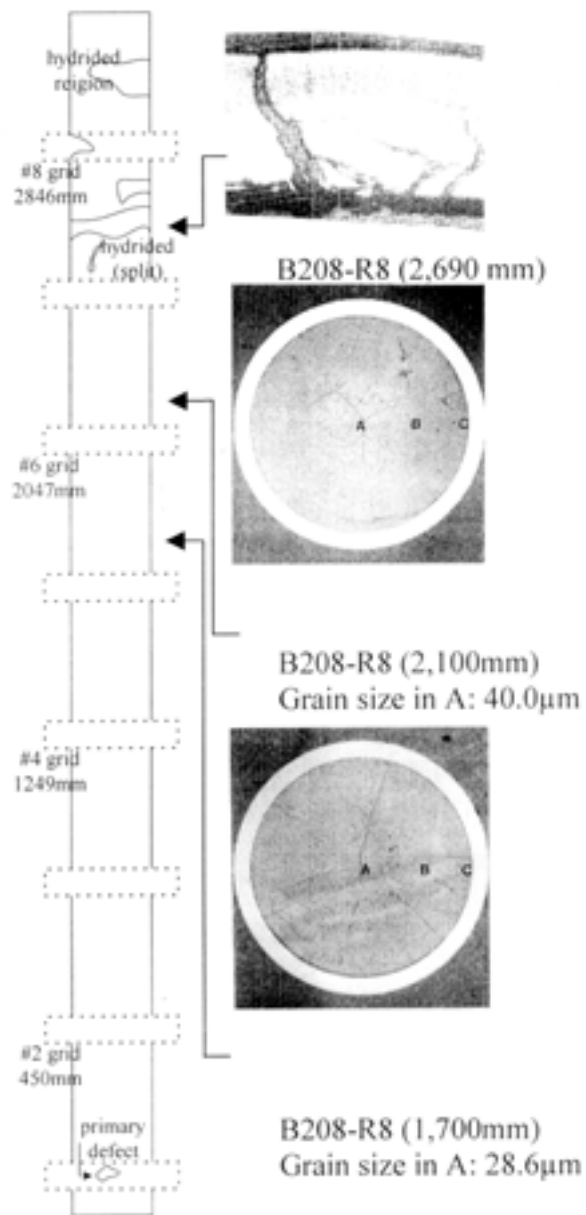 hydrided
reigion
#8 grid
2846mm
hydrided
(split)
B208-R8 (2,690 mm)
A B C
#6 grid
2047mm
B208-R8 (2,100mm)
Grain size in A: 40.0μm
#4 grid
1249mm
A B C
#2 grid
450mm
primary
defect
B208-R8 (1,700mm)
Grain size in A: 28.6μm